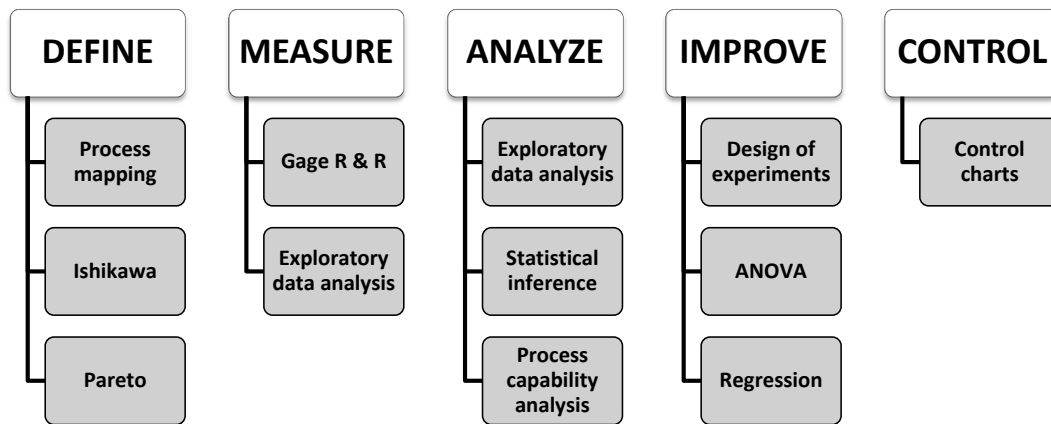 DEFINE
Process
mapping
Ishikawa
Pareto
MEASURE
Gage R & R
Exploratory
data analysis
ANALYZE
Exploratory
data analysis
Statistical
inference
Process
capability
analysis
IMPROVE
Design of
experiments
ANOVA
Regression
CONTROL
Control
charts